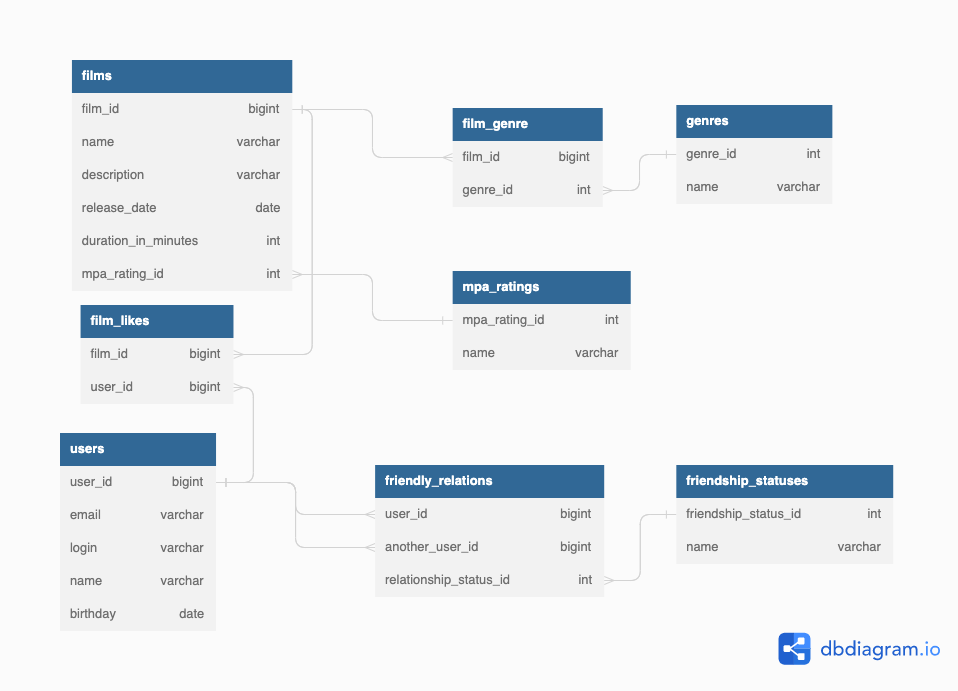 films
film_id bigint
name varchar
description varchar
release_date date
duration_in_minutes int
mpa_rating_id int
film_genre
film_id bigint
genre_id int
genres
genre_id int
name varchar
mpa_ratings
mpa_rating_id int
name varchar
film_likes
film_id bigint
user_id bigint
users
user_id bigint
email varchar
login varchar
name varchar
birthday date
friendly_relations
user_id bigint
another_user_id bigint
relationship_status_id int
friendship_statuses
friendship_status_id int
name varchar
dbdiagram.io